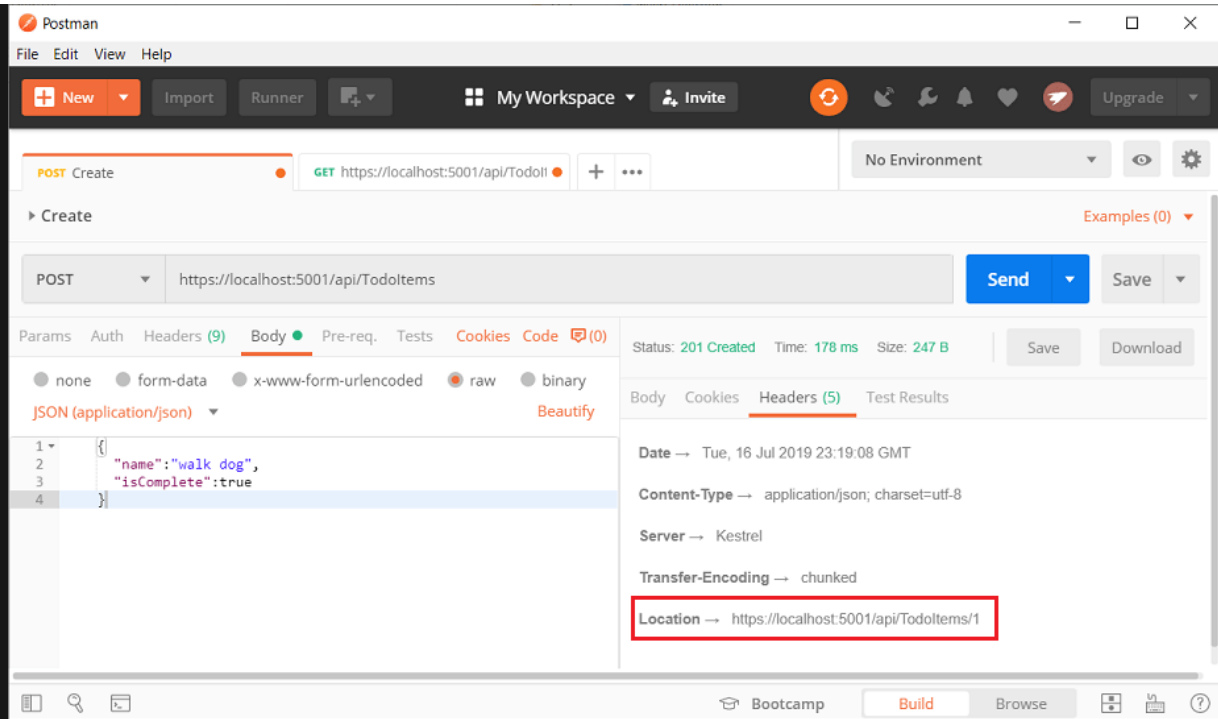 Postman
File Edit View Help
New Import Runner My Workspace Invite Upgrade
POST Create GET https://localhost:5001/api/TodoIt No Environment
Create Examples (0)
POST https://localhost:5001/api/TodoItems Send Save
Params Auth Headers (9) Body Pre-req. Tests Cookies Code (0)
Status: 201 Created Time: 178 ms Size: 247 B Save Download
none form-data x-www-form-urlencoded raw binary
JSON (application/json) Beautify
Body Cookies Headers (5) Test Results
1 {
2 "name":"walk dog",
3 "isComplete":true
4 }
Date → Tue, 16 Jul 2019 23:19:08 GMT
Content-Type → application/json; charset=utf-8
Server → Kestrel
Transfer-Encoding → chunked
Location → https://localhost:5001/api/TodoItems/1
Bootcamp Build Browse